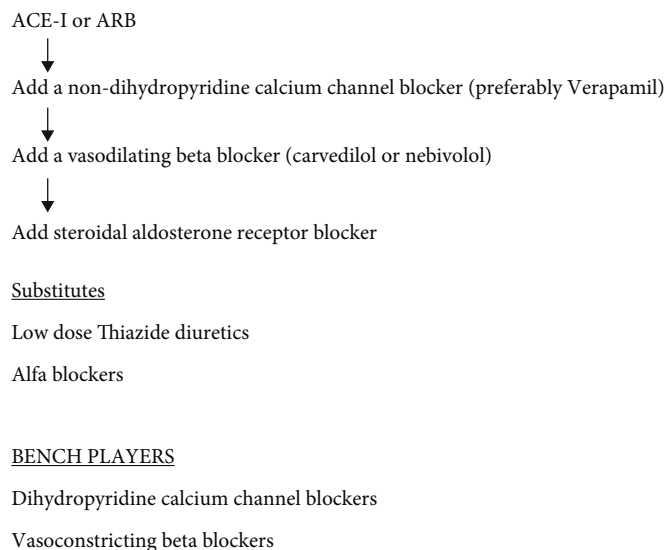 ACE-I or ARB
Add a non-dihydropyridine calcium channel blocker (preferably Verapamil)
Add a vasodilating beta blocker (carvedilol or nebivolol)
Add steroidal aldosterone receptor blocker
Substitutes
Low dose Thiazide diuretics
Alfa blockers
BENCH PLAYERS
Dihydropyridine calcium channel blockers
Vasoconstricting beta blockers